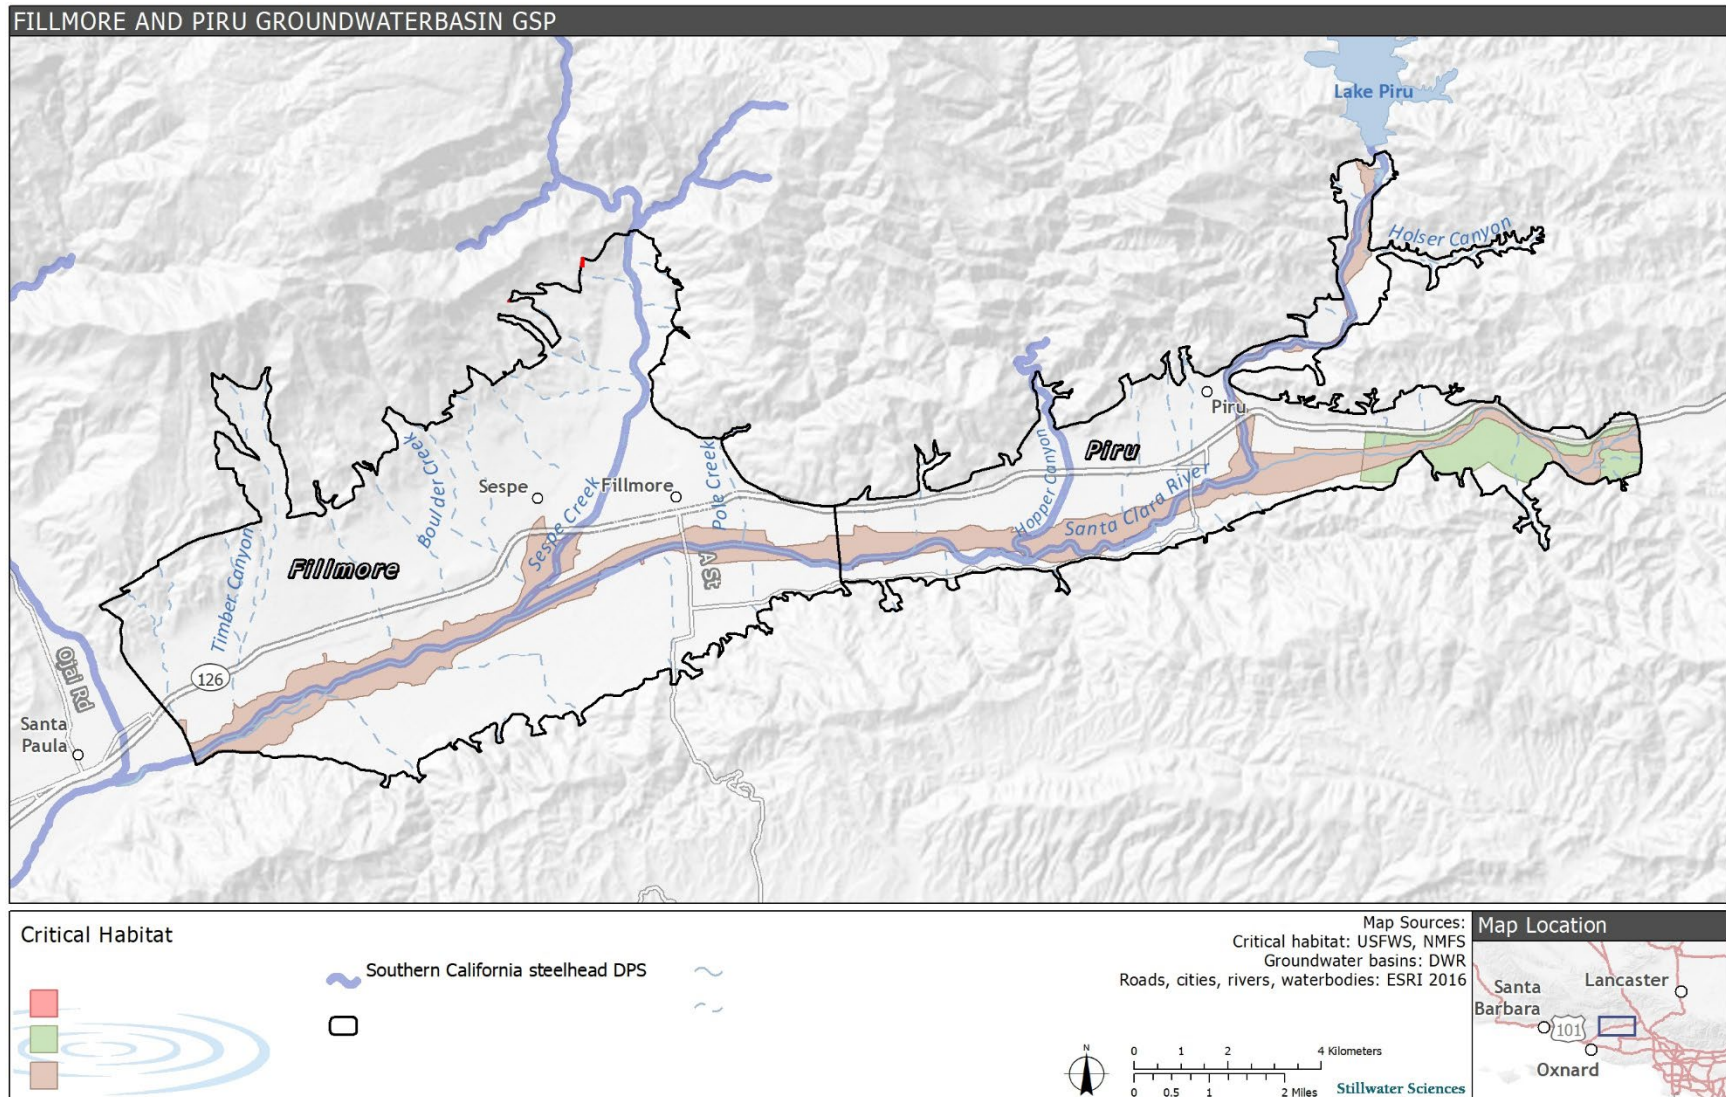 FILLMORE AND PIRU GROUNDWATERBASIN GSP
Lake Piru
Holser Canyon
Piru
Piru
Hopper Canyon
Santa Clara River
Pole Creek
Fillmore
Sespe
Sespe Creek
Boulder Creek
A St
Fillmore
Timber Canyon
126
Ojai Rd
Santa
Paula
Critical Habitat
Southern California steelhead DPS
Map Sources:
Critical habitat: USFWS, NMFS
Groundwater basins: DWR
Roads, cities, rivers, waterbodies: ESRI 2016
N
0 1 2 4 Kilometers
0 0.5 1 2 Miles
Stillwater Sciences
Map Location
Lancaster
Santa
Barbara
101
Oxnard